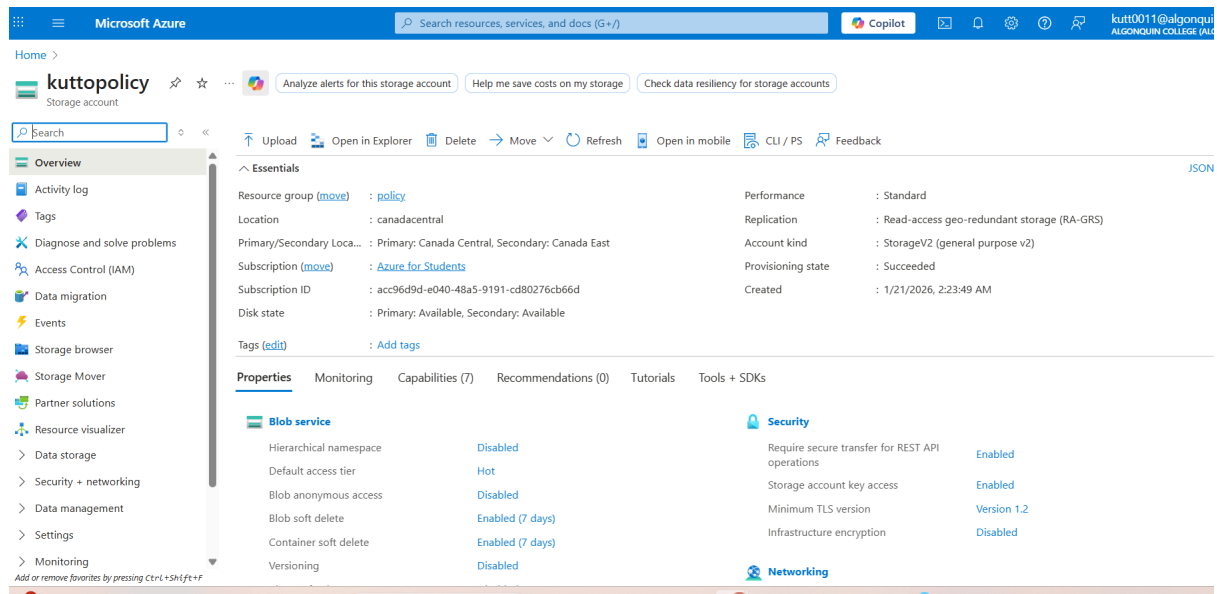 Microsoft Azure
Search resources, services, and docs (G+/)
Copilot
kutt0011@algonqui
ALGONQUIN COLLEGE (ALG
Home >
kuttopolicy
Storage account
Analyze alerts for this storage account
Help me save costs on my storage
Check data resiliency for storage accounts
Search
Upload
Open in Explorer
Delete
Move
Refresh
Open in mobile
CLI / PS
Feedback
Overview
Activity log
Tags
Diagnose and solve problems
Access Control (IAM)
Data migration
Events
Storage browser
Storage Mover
Partner solutions
Resource visualizer
Data storage
Security + networking
Data management
Settings
Monitoring
Add or remove favorites by pressing Ctrl+Shift+F
Essentials
JSON
Resource group (move) : policy
Location : canadacentral
Primary/Secondary Loca... : Primary: Canada Central, Secondary: Canada East
Subscription (move) : Azure for Students
Subscription ID : acc96d9d-e040-48a5-9191-cd80276cb66d
Disk state : Primary: Available, Secondary: Available
Tags (edit) : Add tags
Performance : Standard
Replication : Read-access geo-redundant storage (RA-GRS)
Account kind : StorageV2 (general purpose v2)
Provisioning state : Succeeded
Created : 1/21/2026, 2:23:49 AM
Properties
Monitoring
Capabilities (7)
Recommendations (0)
Tutorials
Tools + SDKs
Blob service
Hierarchical namespace Disabled
Default access tier Hot
Blob anonymous access Disabled
Blob soft delete Enabled (7 days)
Container soft delete Enabled (7 days)
Versioning Disabled
Security
Require secure transfer for REST API
operations Enabled
Storage account key access Enabled
Minimum TLS version Version 1.2
Infrastructure encryption Disabled
Networking